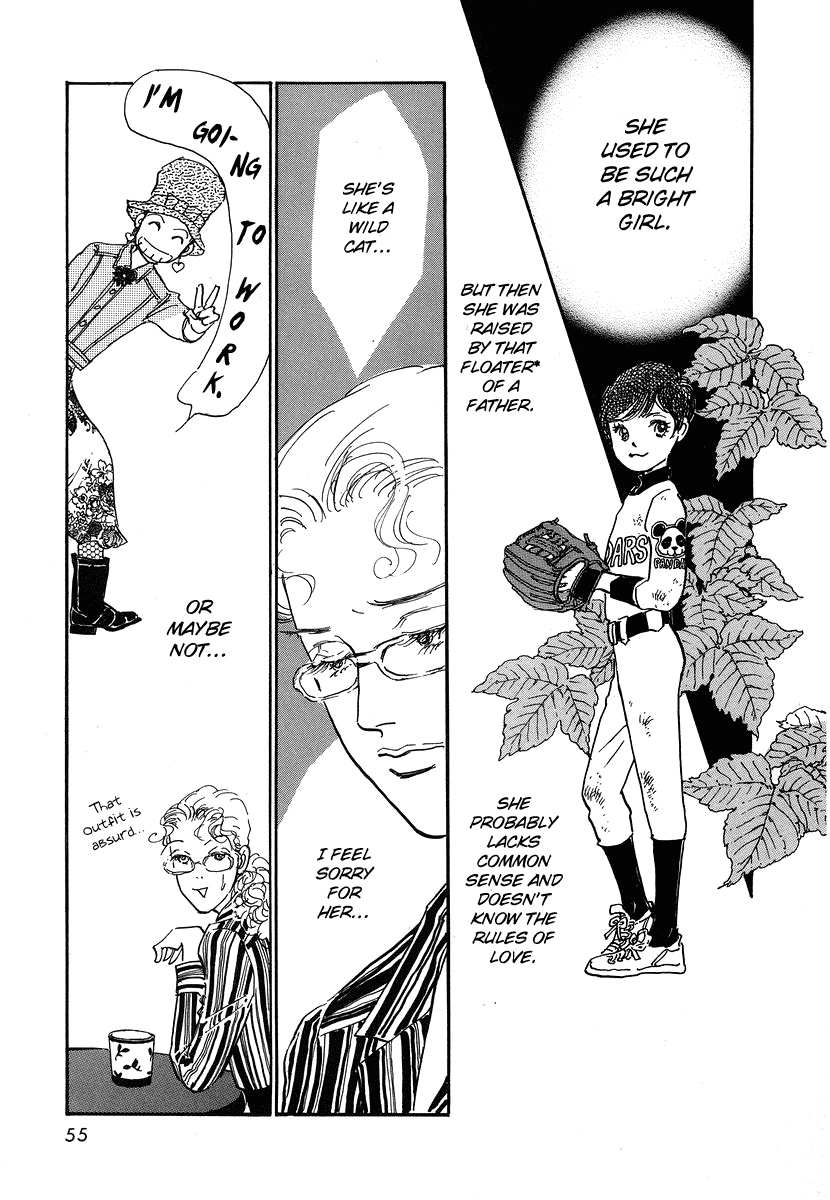 SHE
USED TO
BE SUCH
A BRIGHT
GIRL.
BUT THEN
SHE WAS
RAISED
BY THAT
FLOATER*
OF A
FATHER.
DARS
PANDA
SHE
PROBABLY
LACKS
COMMON
SENSE AND
DOESN'T
KNOW THE
RULES OF
LOVE.
SHE'S
LIKE A
WILD
CAT...
I FEEL
SORRY
FOR
HER...
I'M
GOI-
NG
TO
WORK.
OR
MAYBE
NOT...
That
outfit is
absurd...
55